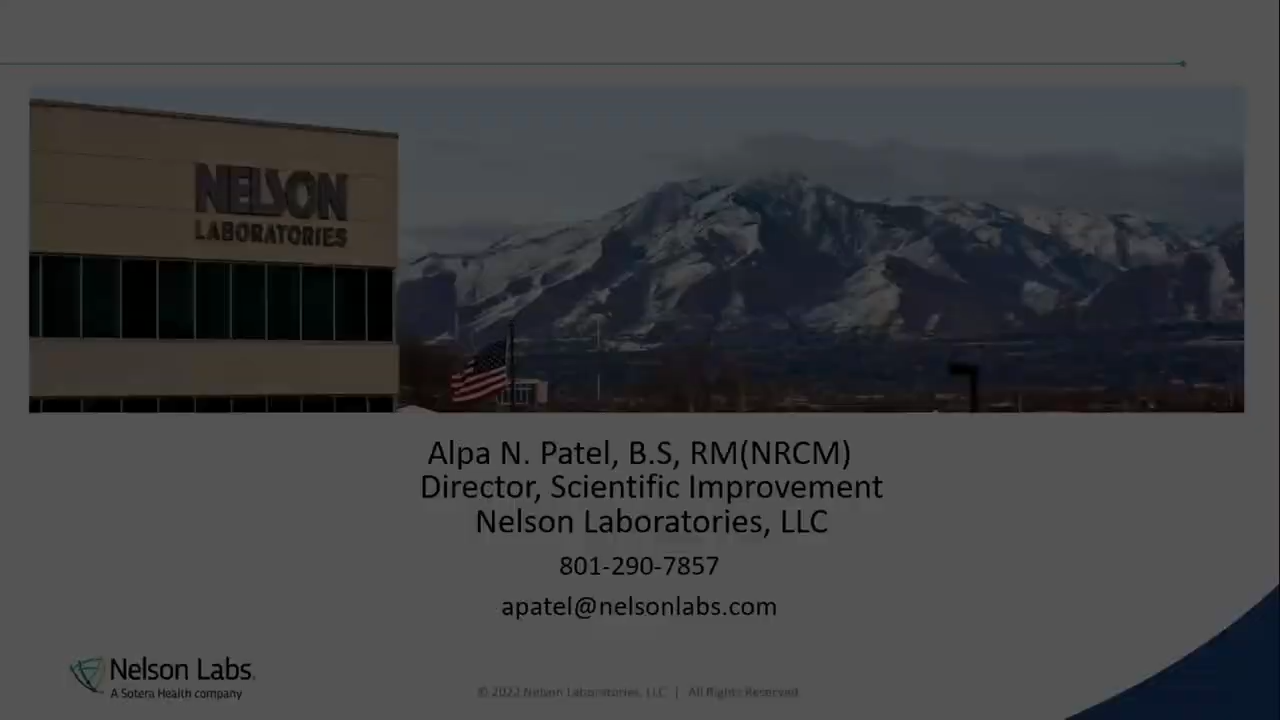 NELSON
LABORATORIES
Alpa N. Patel, B.S, RM(NRCM)
Director, Scientific Improvement
Nelson Laboratories, LLC
801-290-7857
apatel@nelsonlabs.com
Nelson Labs.
A Sotera Health company
© 2022 Nelson Laboratories, LLC | All Rights Reserved